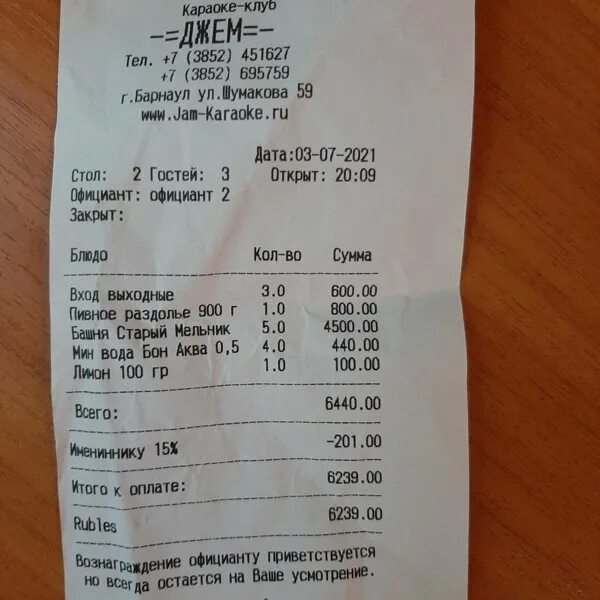 Караоке-клуб
-=ДЖЕМ=-
Тел. +7 (3852) 451627
+7 (3852) 695759
г.Барнаул ул.Шумакова 59
www.Jam-Karaoke.ru
Дата:03-07-2021
Стол: 2 Гостей: 3 Открыт: 20:09
Официант: официант 2
Закрыт:
Блюдо Кол-во Сумма
Вход выходные 3.0 600.00
Пивное раздолье 900 г 1.0 800.00
Башня Старый Мельник 5.0 4500.00
Мин вода Бон Аква 0,5 4.0 440.00
Лимон 100 гр 1.0 100.00
Всего: 6440.00
Имениннику 15% -201.00
Итого к оплате: 6239.00
Rubles 6239.00
Вознаграждение официанту приветствуется
но всегда остается на Ваше усмотрение.